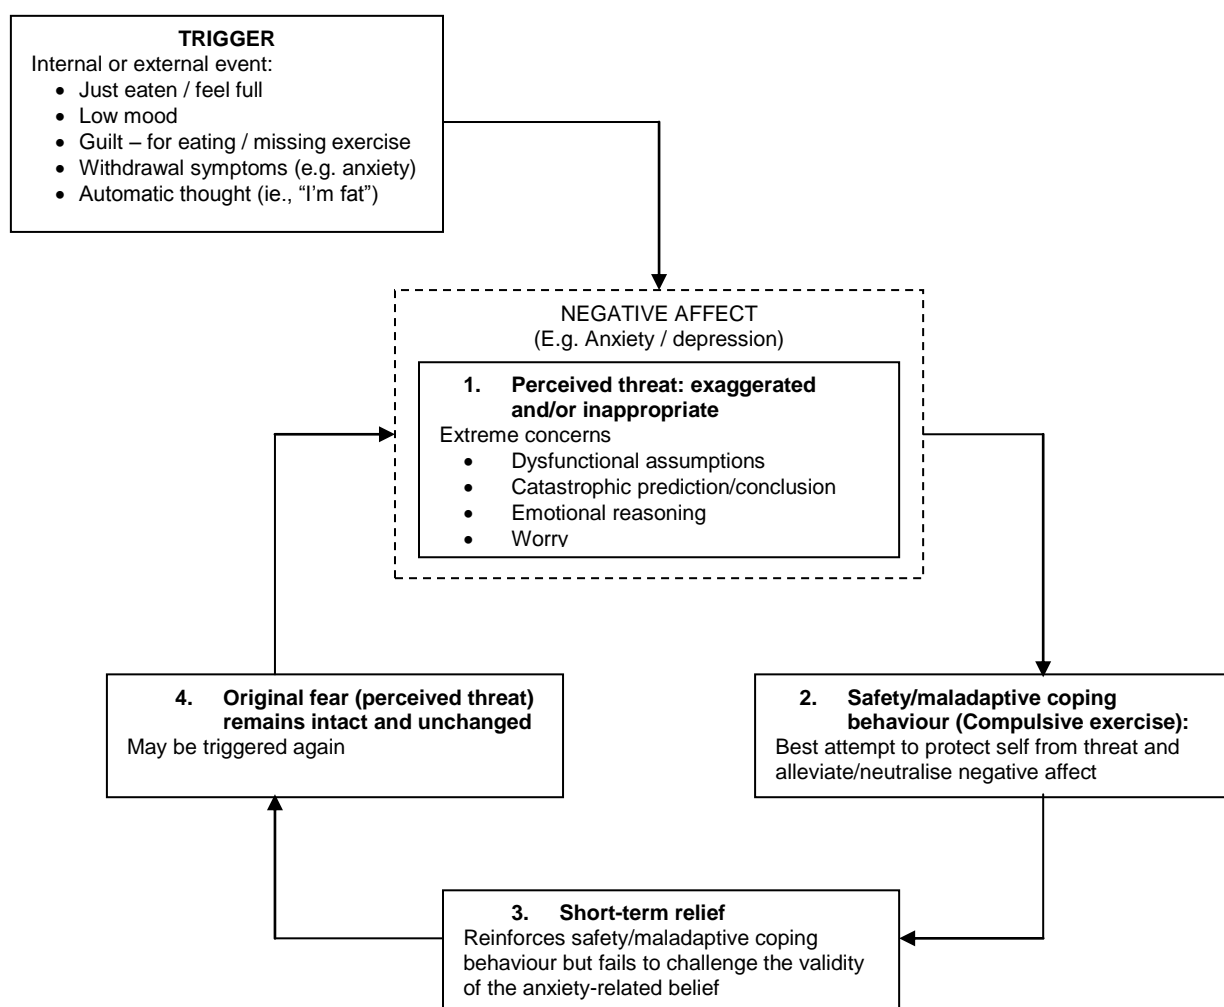 TRIGGER
Internal or external event:
• Just eaten / feel full
• Low mood
• Guilt – for eating / missing exercise
• Withdrawal symptoms (e.g. anxiety)
• Automatic thought (ie., “I’m fat”)
NEGATIVE AFFECT
(E.g. Anxiety / depression)
1. Perceived threat: exaggerated
and/or inappropriate
Extreme concerns
• Dysfunctional assumptions
• Catastrophic prediction/conclusion
• Emotional reasoning
• Worry
2. Safety/maladaptive coping
behaviour (Compulsive exercise):
Best attempt to protect self from threat and
alleviate/neutralise negative affect
3. Short-term relief
Reinforces safety/maladaptive coping
behaviour but fails to challenge the validity
of the anxiety-related belief
4. Original fear (perceived threat)
remains intact and unchanged
May be triggered again